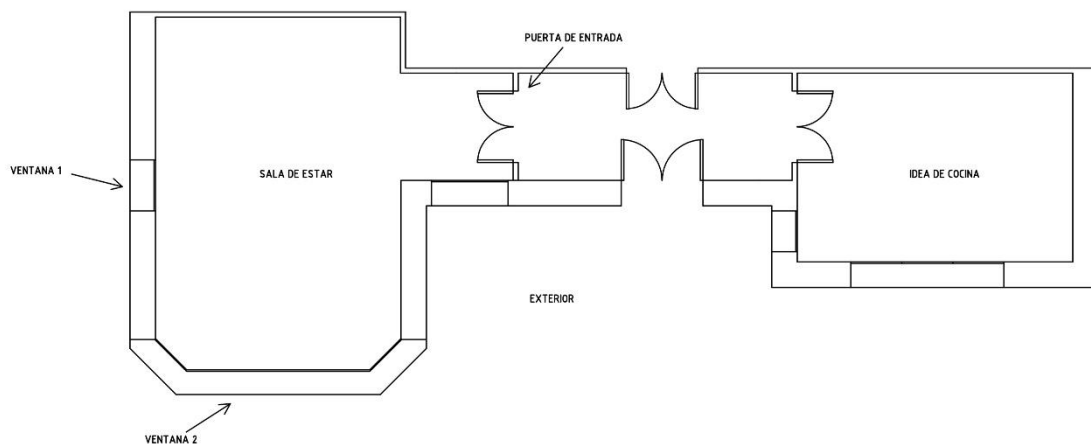 PUERTA DE ENTRADA
VENTANA 1
SALA DE ESTAR
IDEA DE COCINA
EXTERIOR
VENTANA 2